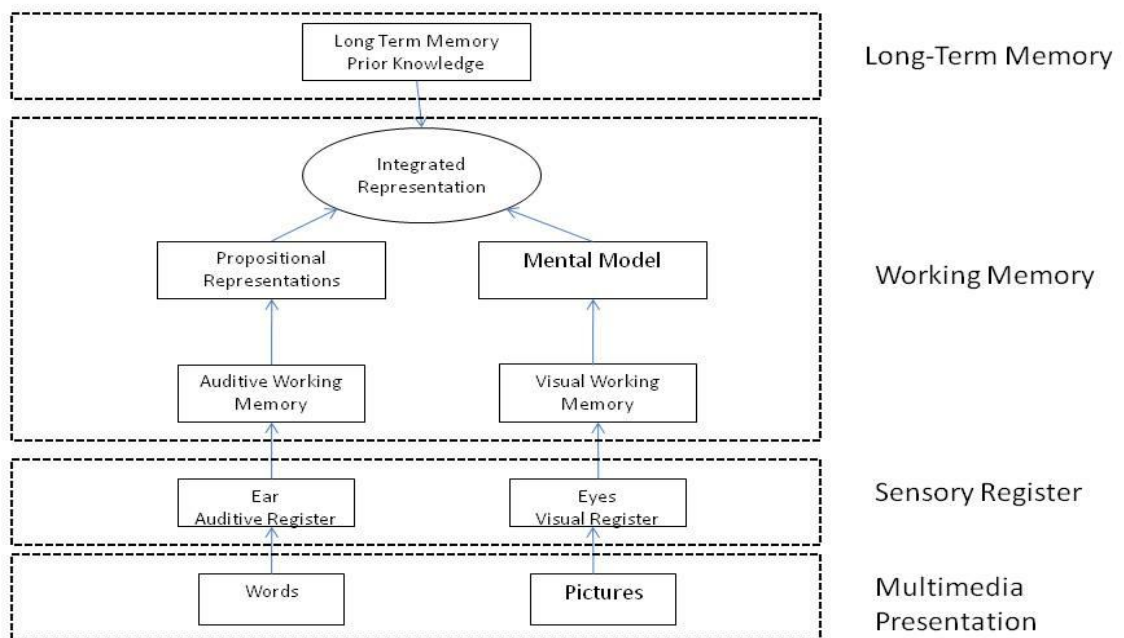 Long Term Memory
Prior Knowledge
Long-Term Memory
Integrated
Representation
Propositional
Representations
Mental Model
Working Memory
Auditive Working
Memory
Visual Working
Memory
Ear
Auditive Register
Eyes
Visual Register
Sensory Register
Words
Pictures
Multimedia
Presentation